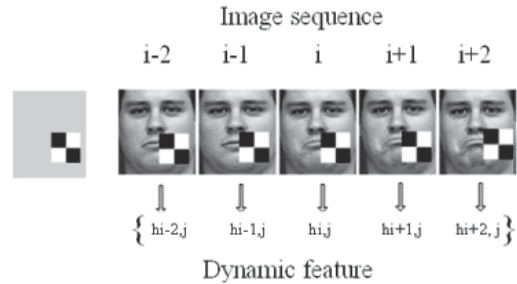 Image sequence
i-2 i-1 i i+1 i+2
{ hi-2,j hi-1,j hi,j hi+1,j hi+2, j }
Dynamic feature